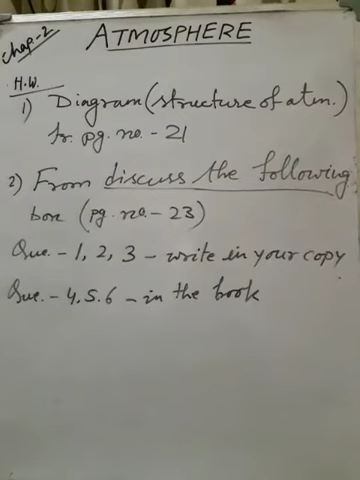 Chap.-2
ATMOSPHERE
H.W.
1) Diagram (structure of atm.)
fr. pg. no. - 21
2) From discuss the following
box (pg. no. - 23)
Que. - 1, 2, 3 - write in your copy
Que. - 4.5.6 - in the book